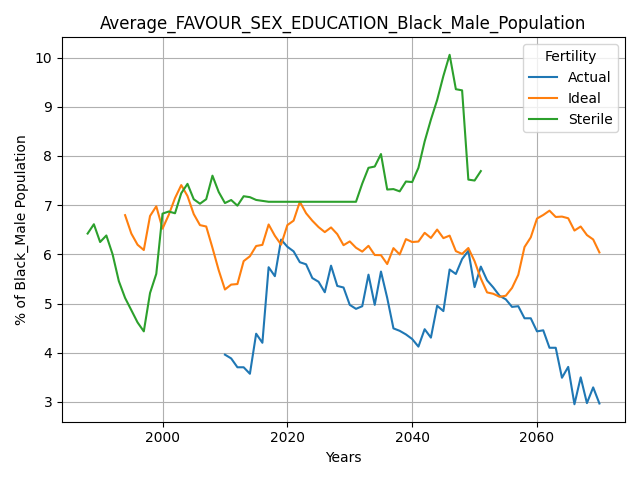 Average_FAVOUR_SEX_EDUCATION_Black_Male_Population
Fertility
Actual
Ideal
Sterile
% of Black_Male Population
10
9
8
7
6
5
4
3
2000
2020
2040
2060
Years